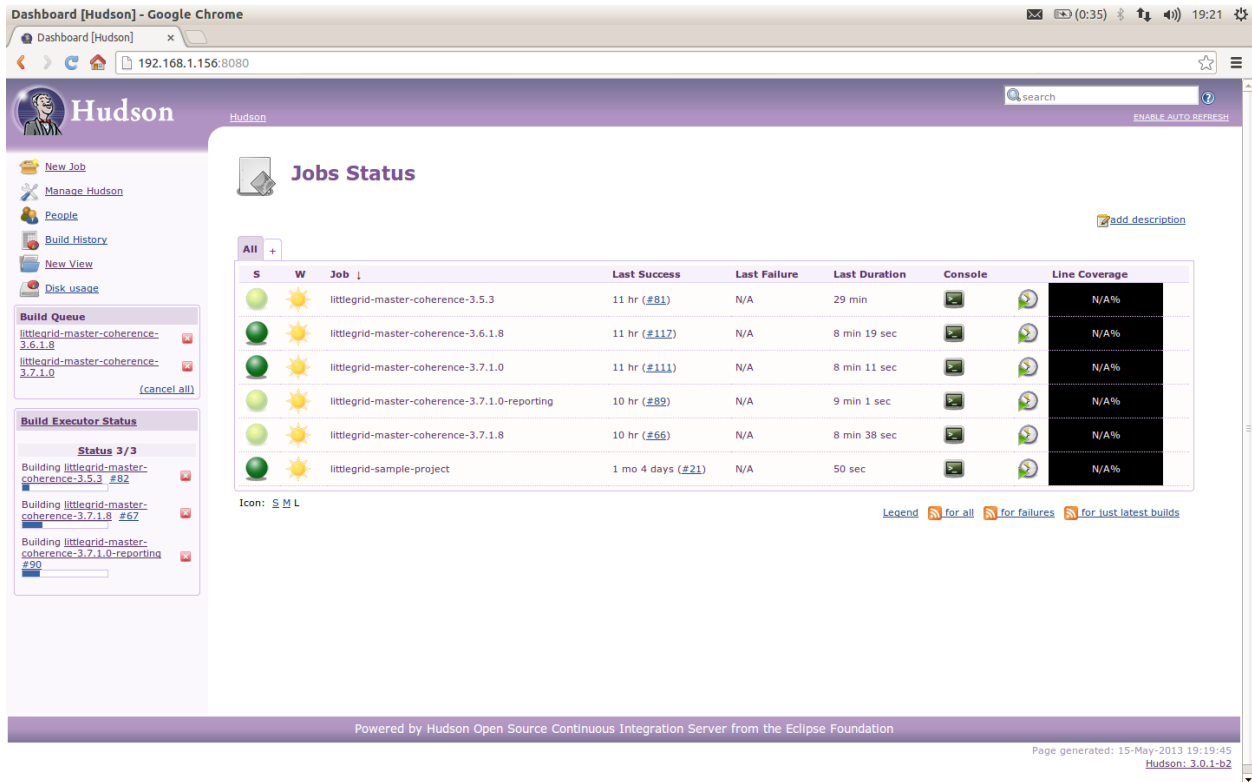 Dashboard [Hudson] - Google Chrome
(0:35) 19:21
Dashboard [Hudson] ×
192.168.1.156:8080
Hudson
search
Hudson
ENABLE AUTO REFRESH
New Job
Manage Hudson
People
Build History
New View
Disk usage
Build Queue
littlegrid-master-coherence-
3.6.1.8
littlegrid-master-coherence-
3.7.1.0
(cancel all)
Build Executor Status
Status 3/3
Building littlegrid-master-
coherence-3.5.3 #82
Building littlegrid-master-
coherence-3.7.1.8 #67
Building littlegrid-master-
coherence-3.7.1.0-reporting
#90
Jobs Status
add description
All +
S W Job ↓ Last Success Last Failure Last Duration Console Line Coverage
littlegrid-master-coherence-3.5.3 11 hr (#81) N/A 29 min N/A%
littlegrid-master-coherence-3.6.1.8 11 hr (#117) N/A 8 min 19 sec N/A%
littlegrid-master-coherence-3.7.1.0 11 hr (#111) N/A 8 min 11 sec N/A%
littlegrid-master-coherence-3.7.1.0-reporting 10 hr (#89) N/A 9 min 1 sec N/A%
littlegrid-master-coherence-3.7.1.8 10 hr (#66) N/A 8 min 38 sec N/A%
littlegrid-sample-project 1 mo 4 days (#21) N/A 50 sec N/A%
Icon: S M L
Legend for all for failures for just latest builds
Powered by Hudson Open Source Continuous Integration Server from the Eclipse Foundation
Page generated: 15-May-2013 19:19:45
Hudson: 3.0.1-b2